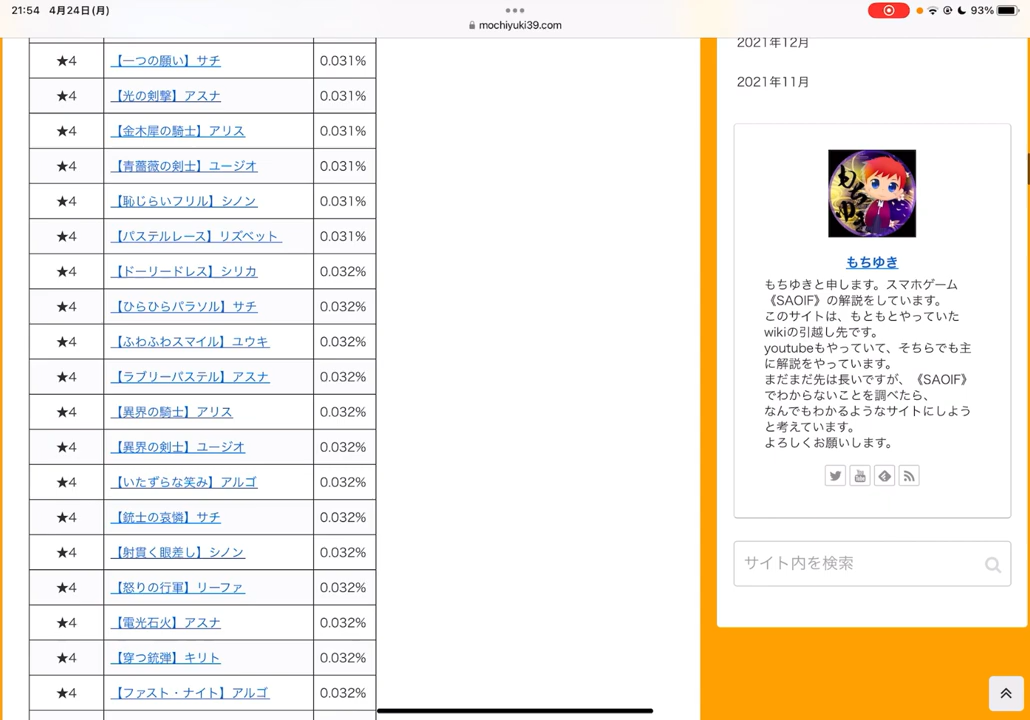 21:54 4月24日(月)
93%
mochiyuki39.com
★4 【一つの願い】サチ 0.031%
★4 【光の剣撃】アスナ 0.031%
★4 【金木犀の騎士】アリス 0.031%
★4 【青薔薇の剣士】ユージオ 0.031%
★4 【恥じらいフリル】シノン 0.031%
★4 【パステルレース】リズベット 0.031%
★4 【ドーリードレス】シリカ 0.032%
★4 【ひらひらパラソル】サチ 0.032%
★4 【ふわふわスマイル】ユウキ 0.032%
★4 【ラブリーパステル】アスナ 0.032%
★4 【異界の騎士】アリス 0.032%
★4 【異界の剣士】ユージオ 0.032%
★4 【いたずらな笑み】アルゴ 0.032%
★4 【銃士の哀憐】サチ 0.032%
★4 【射貫く眼差し】シノン 0.032%
★4 【怒りの行軍】リーファ 0.032%
★4 【電光石火】アスナ 0.032%
★4 【穿つ銃弾】キリト 0.032%
★4 【ファスト・ナイト】アルゴ 0.032%
2021年12月
2021年11月
もちゆき
もちゆき
もちゆきと申します。スマホゲーム
《SAOIF》の解説をしています。
このサイトは、もともとやっていた
wikiの引越し先です。
youtubeもやっていて、そちらでも主
に解説をやっています。
まだまだ先は長いですが、《SAOIF》
でわからないことを調べたら、
なんでもわかるようなサイトにしよう
と考えています。
よろしくお願いします。
サイト内を検索